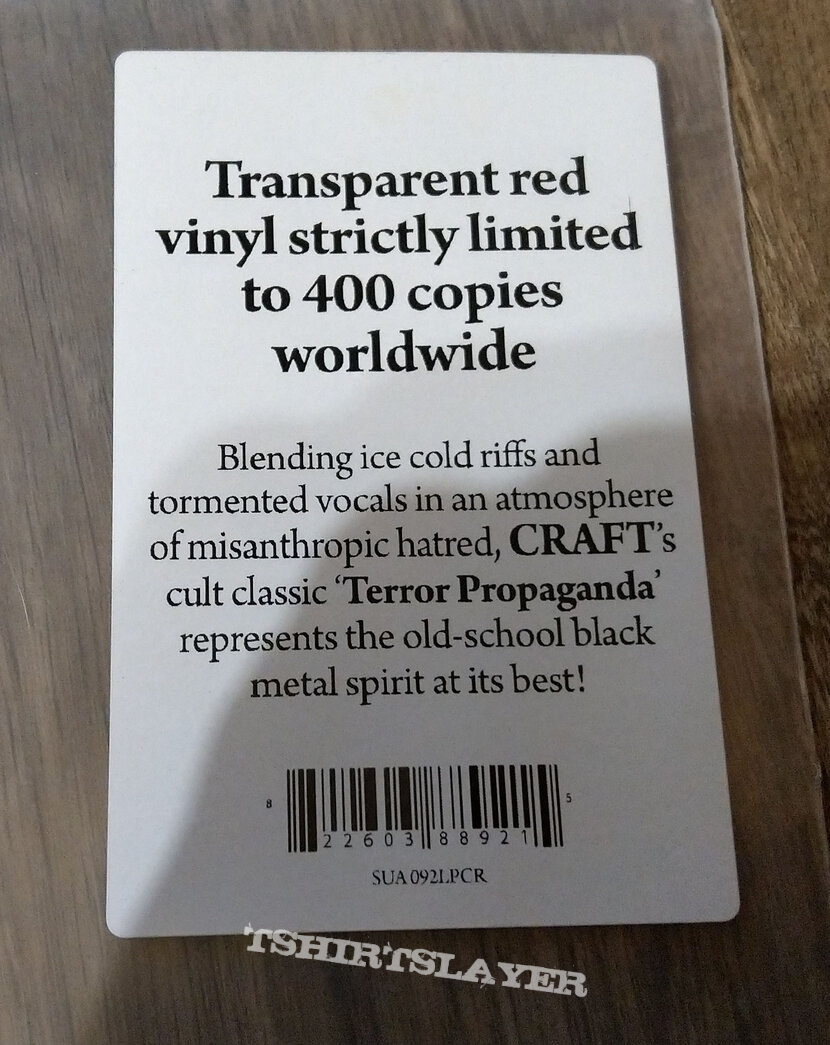 Transparent red
vinyl strictly limited
to 400 copies
worldwide
Blending ice cold riffs and
tormented vocals in an atmosphere
of misanthropic hatred, CRAFT's
cult classic ‘Terror Propaganda’
represents the old-school black
metal spirit at its best!
8 22603 88921 5
SUA 092LPCR
TSHIRTSLAYER